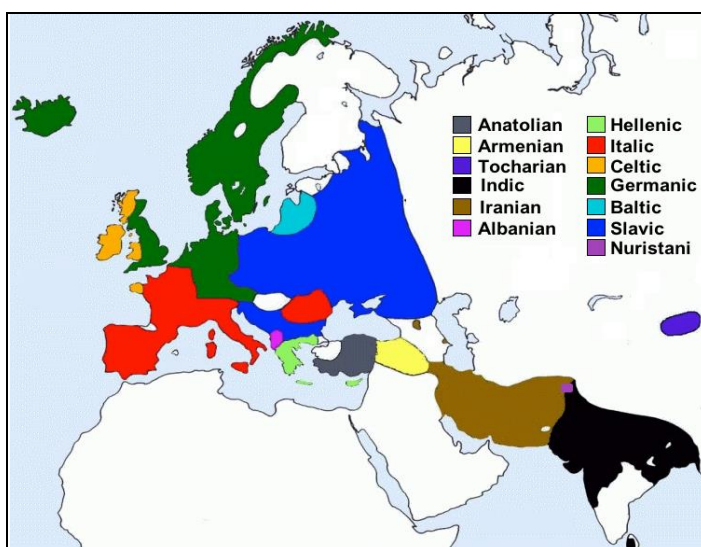 Anatolian
Armenian
Tocharian
Indic
Iranian
Albanian
Hellenic
Italic
Celtic
Germanic
Baltic
Slavic
Nuristani